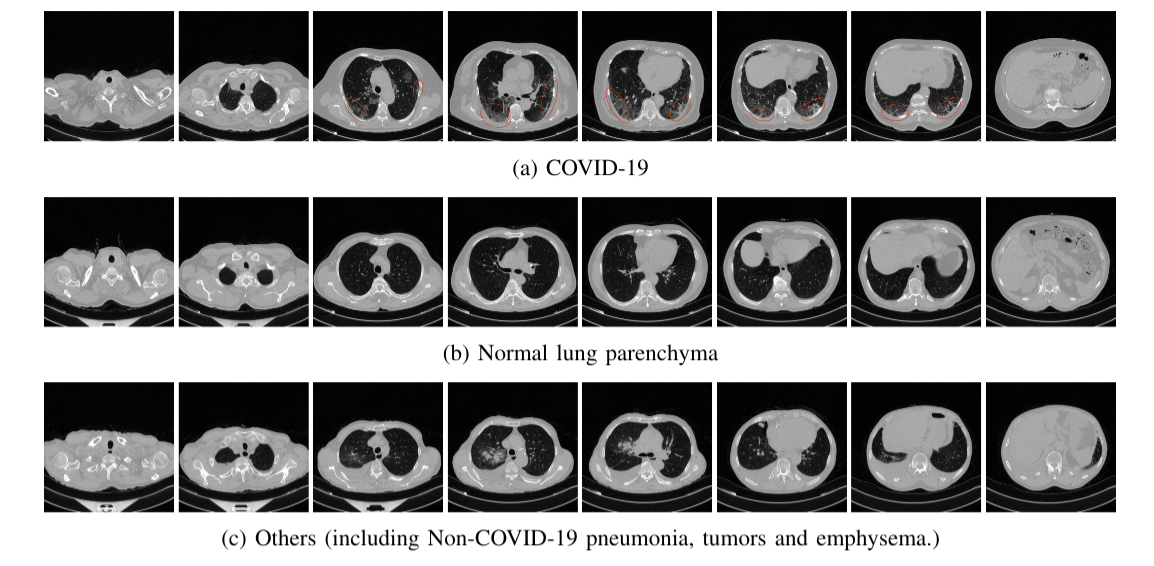 (a) COVID-19
(b) Normal lung parenchyma
(c) Others (including Non-COVID-19 pneumonia, tumors and emphysema.)